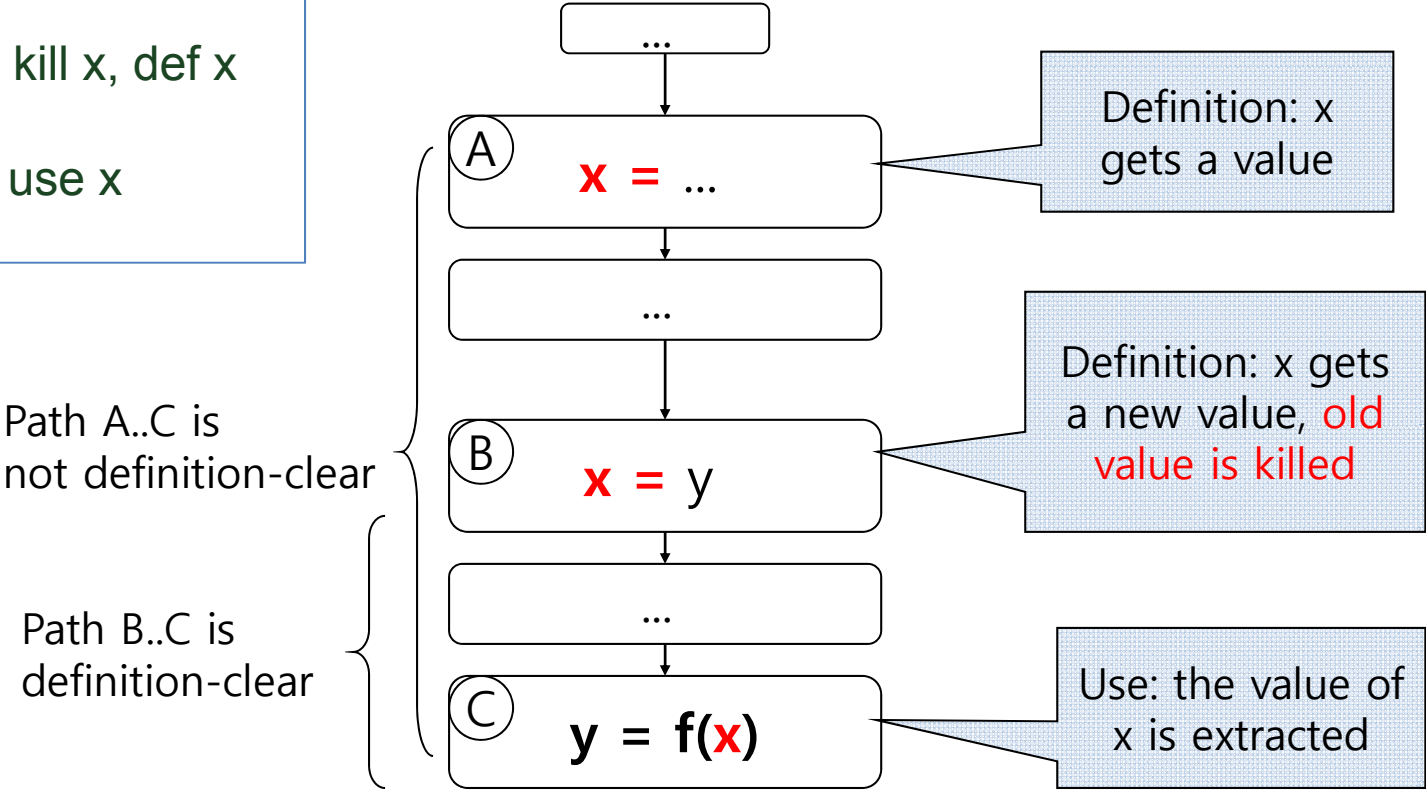 kill x, def x
use x
...
A
x = ...
Definition: x
gets a value
...
Path A..C is
not definition-clear
B
x = y
Definition: x gets
a new value, old
value is killed
...
Path B..C is
definition-clear
C
y = f(x)
Use: the value of
x is extracted